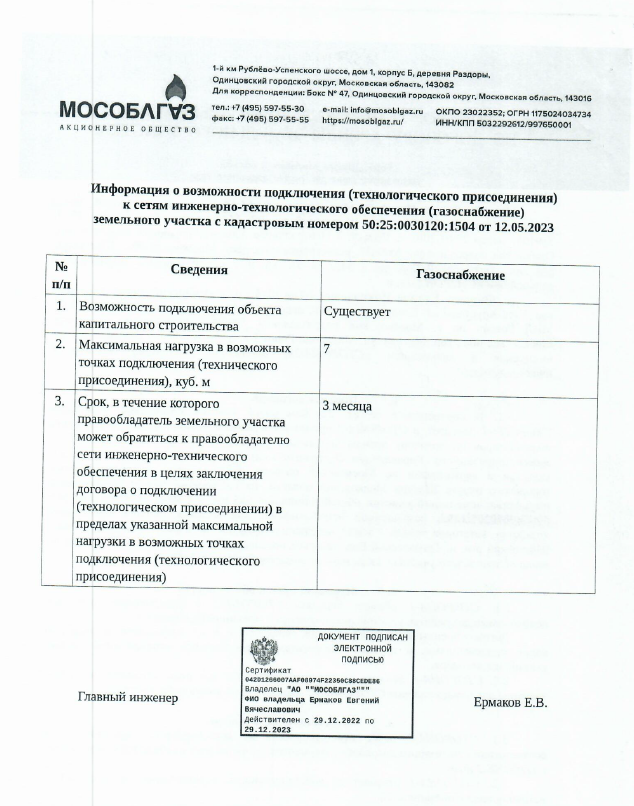 МОСОБЛГАЗ
АКЦИОНЕРНОЕ ОБЩЕСТВО
1-й км Рублёво-Успенского шоссе, дом 1, корпус Б, деревня Раздоры,
Одинцовский городской округ, Московская область, 143082
Для корреспонденции: Бокс № 47, Одинцовский городской округ, Московская область, 143016
тел.: +7 (495) 597-55-30 e-mail: info@mosoblgaz.ru ОКПО 23022352; ОГРН 1175024034734
факс: +7 (495) 597-55-55 https://mosoblgaz.ru/ ИНН/КПП 5032292612/997650001
Информация о возможности подключения (технологического присоединения)
к сетям инженерно-технологического обеспечения (газоснабжение)
земельного участка с кадастровым номером 50:25:0030120:1504 от 12.05.2023
№ Сведения Газоснабжение
п/п
1. Возможность подключения объекта Существует
капитального строительства
2. Максимальная нагрузка в возможных 7
точках подключения (технического
присоединения), куб. м
3. Срок, в течение которого 3 месяца
правообладатель земельного участка
может обратиться к правообладателю
сети инженерно-технического
обеспечения в целях заключения
договора о подключении
(технологическом присоединении) в
пределах указанной максимальной
нагрузки в возможных точках
подключения (технологического
присоединения)
ДОКУМЕНТ ПОДПИСАН
ЭЛЕКТРОННОЙ
ПОДПИСЬЮ
Сертификат
Владелец "АО ""МОСОБЛГАЗ"""
ФИО владельца Ермаков Евгений
Вячеславович
Действителен с 29.12.2022 по
29.12.2023
Главный инженер Ермаков Е.В.